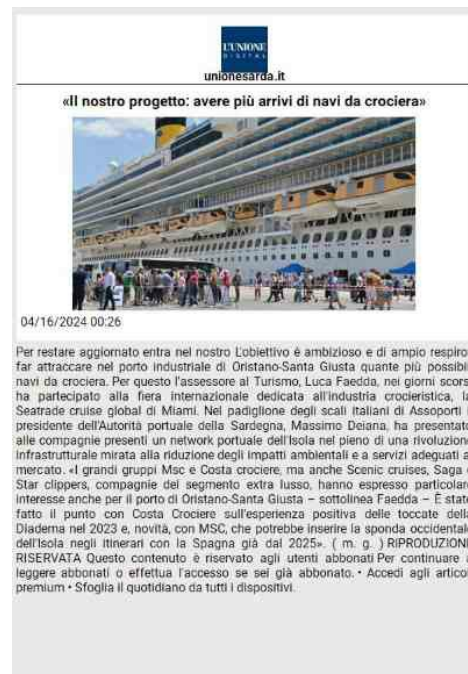 L'UNIONE
DIGITAL
unionesarda.it
«Il nostro progetto: avere più arrivi di navi da crociera»
04/16/2024 00:26
Per restare aggiornato entra nel nostro L'obiettivo è ambizioso e di ampio respiro:
far attraccare nel porto industriale di Oristano-Santa Giusta quante più possibili
navi da crociera. Per questo l'assessore al Turismo, Luca Faedda, nei giorni scorsi
ha partecipato alla fiera internazionale dedicata all'industria crocieristica, la
Seatrade cruise global di Miami. Nel padiglione degli scali italiani di Assoporti
presidente dell'Autorità portuale della Sardegna, Massimo Deiana, ha presentato
alle compagnie presenti un network portuale dell'Isola nel pieno di una rivoluzione
infrastrutturale mirata alla riduzione degli impatti ambientali e a servizi adeguati a
mercato. «I grandi gruppi Msc e Costa crociere, ma anche Scenic cruises, Saga e
Star clippers, compagnie del segmento extra lusso, hanno espresso particolare
interesse anche per il porto di Oristano-Santa Giusta – sottolinea Faedda – È stato
fatto il punto con Costa Crociere sull'esperienza positiva delle toccate della
Diadema nel 2023 e, novità, con MSC, che potrebbe inserire la sponda occidentale
dell'Isola negli itinerari con la Spagna già dal 2025». ( m. g. ) RIPRODUZIONE
RISERVATA Questo contenuto è riservato agli utenti abbonati Per continuare a
leggere abbonati o effettua l'accesso se sei già abbonato. • Accedi agli articol
premium • Sfoglia il quotidiano da tutti i dispositivi.